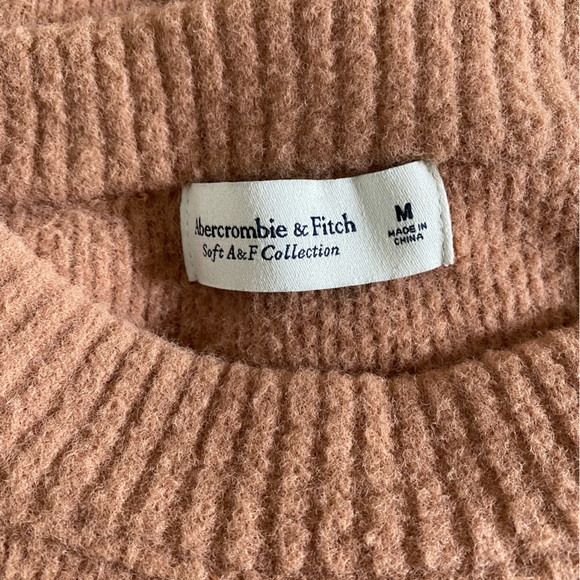 Abercrombie & Fitch
Soft A&F Collection
M
MADE IN
CHINA